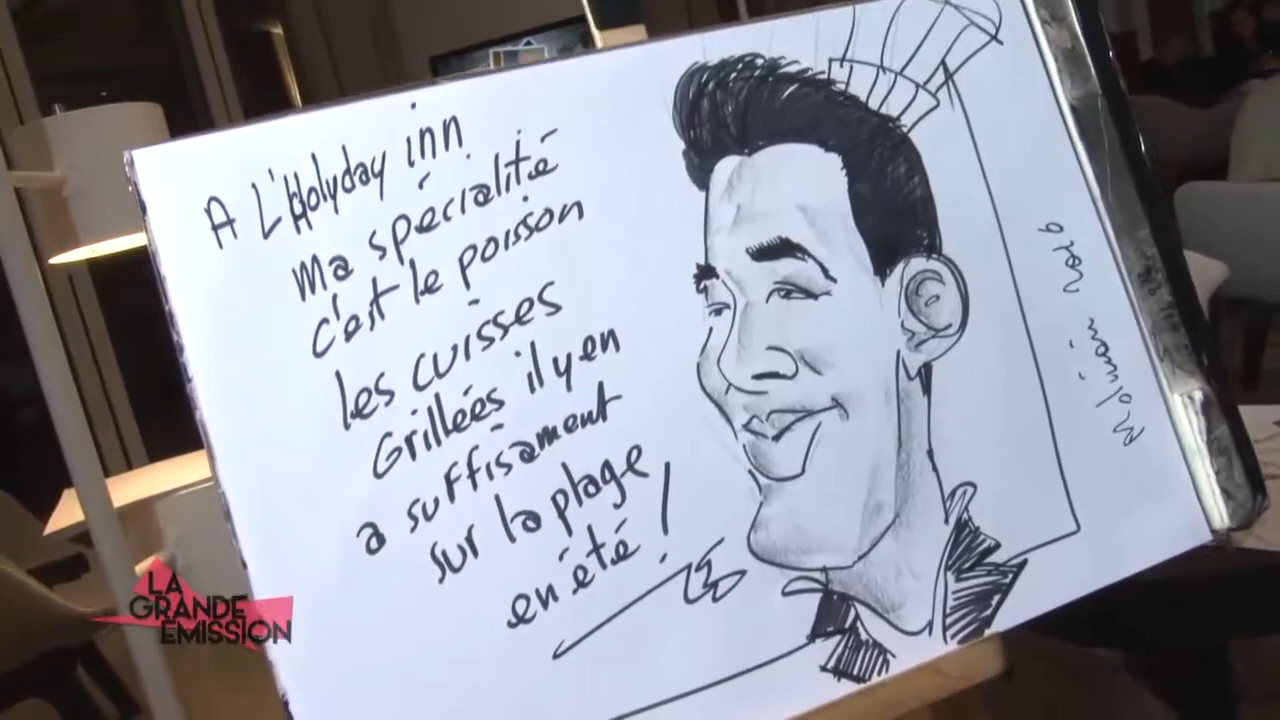 A L'Holyday inn
ma spécialité
c'est le poisson
les cuisses
Grillées il y en
a suffisament
sur la plage
en été !
2016
LA
GRANDE
EMISSION